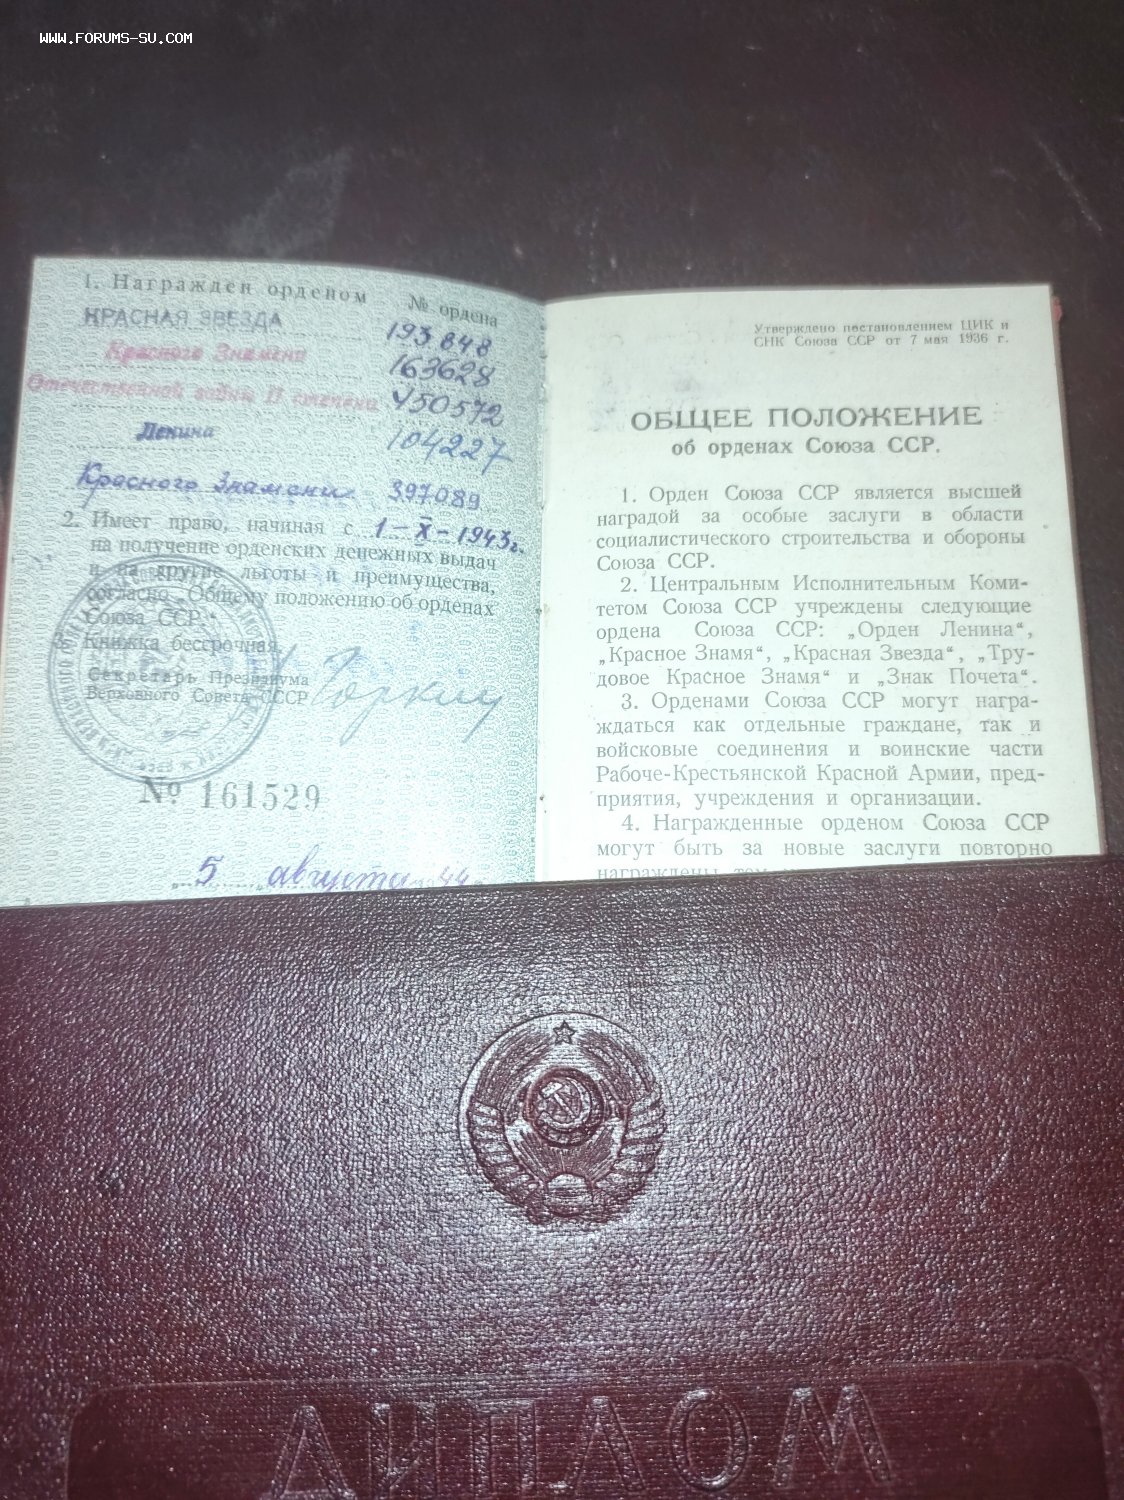 WWW.FORUMS-SU.COM
1. Награжден орденом № ордена
КРАСНАЯ ЗВЕЗДА 193848
Красного Знамени 163628
Отечественной войны II степени 450572
Ленина 104227
Красного Знамени 397089
2. Имеет право, начиная с 1-X-1943г.
на получение орденских денежных выдач
и на другие льготы и преимущества,
согласно „Общему положению об орденах
Союза ССР.“
3. Книжка бессрочная.
Секретарь Президиума
Верховного Совета СССР Горкин
№ 161529
„5 августа 44
Утверждено постановлением ЦИК и
СНК Союза ССР от 7 мая 1936 г.
ОБЩЕЕ ПОЛОЖЕНИЕ
об орденах Союза ССР.
1. Орден Союза ССР является высшей
наградой за особые заслуги в области
социалистического строительства и обороны
Союза ССР.
2. Центральным Исполнительным Коми-
тетом Союза ССР учреждены следующие
ордена Союза ССР: „Орден Ленина“,
„Красное Знамя“, „Красная Звезда“, „Тру-
довое Красное Знамя“ и „Знак Почета“.
3. Орденами Союза ССР могут награ-
ждаться как отдельные граждане, так и
войсковые соединения и воинские части
Рабоче-Крестьянской Красной Армии, пред-
приятия, учреждения и организации.
4. Награжденные орденом Союза ССР
могут быть за новые заслуги повторно
награждены
ДИПЛОМ